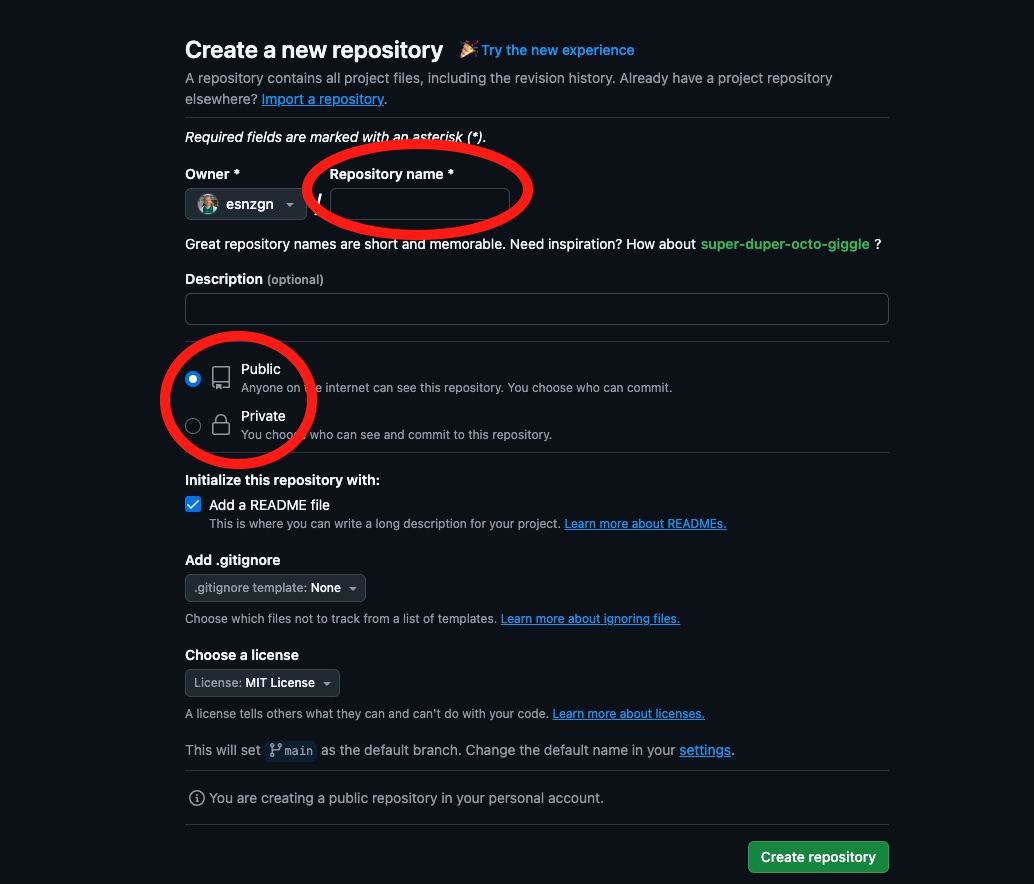 Create a new repository 🎉 Try the new experience
A repository contains all project files, including the revision history. Already have a project repository
elsewhere? Import a repository.
Required fields are marked with an asterisk (*).
Owner * Repository name *
esnzgn /
Great repository names are short and memorable. Need inspiration? How about super-duper-octo-giggle ?
Description (optional)
Public
Anyone on the internet can see this repository. You choose who can commit.
Private
You choose who can see and commit to this repository.
Initialize this repository with:
Add a README file
This is where you can write a long description for your project. Learn more about READMEs.
Add .gitignore
.gitignore template: None
Choose which files not to track from a list of templates. Learn more about ignoring files.
Choose a license
License: MIT License
A license tells others what they can and can't do with your code. Learn more about licenses.
This will set main as the default branch. Change the default name in your settings.
You are creating a public repository in your personal account.
Create repository